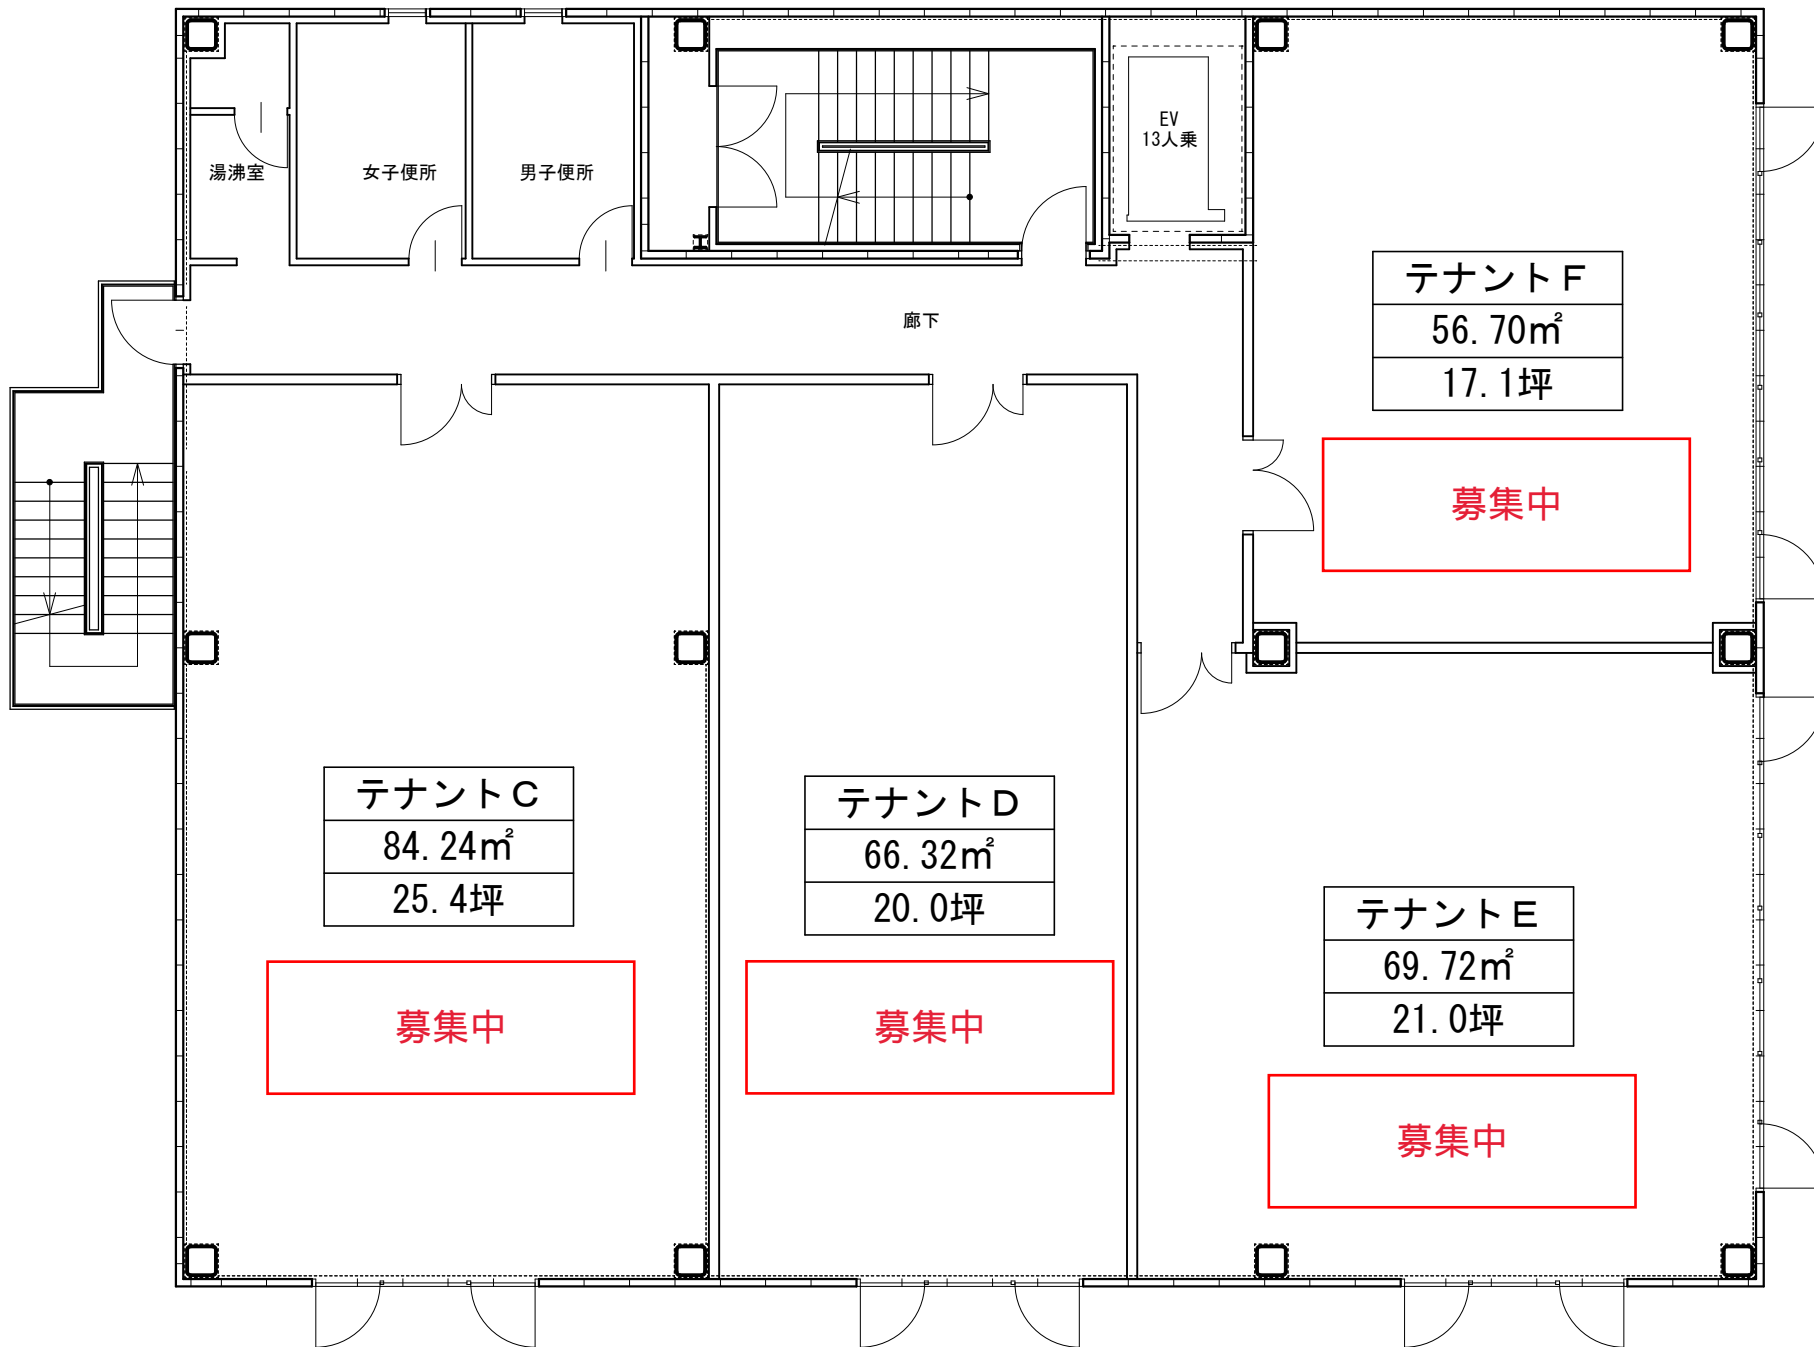 湯沸室
女子便所
男子便所
EV
13人乗
廊下
テナントF
56.70㎡
17.1坪
募集中
テナントC
84.24㎡
25.4坪
募集中
テナントD
66.32㎡
20.0坪
募集中
テナントE
69.72㎡
21.0坪
募集中